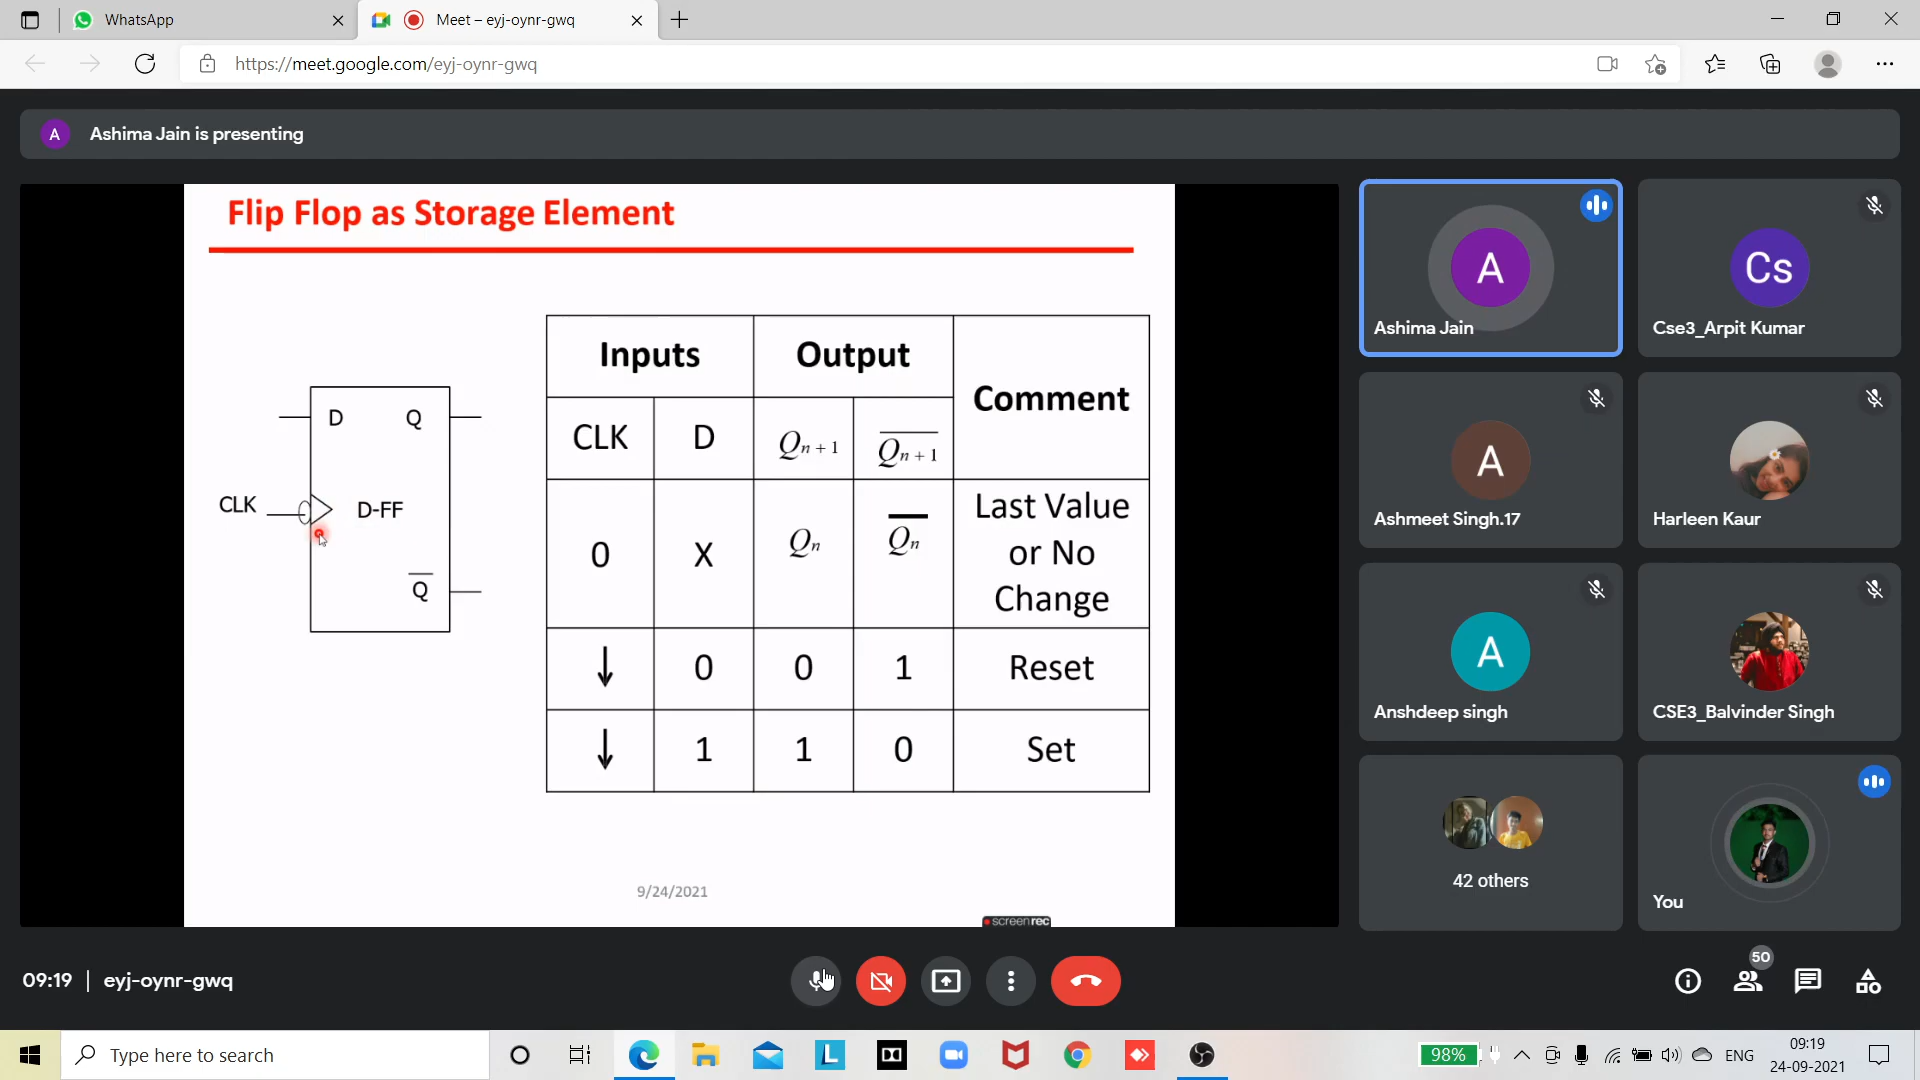 WhatsApp
Meet – eyj-oynr-gwq
https://meet.google.com/eyj-oynr-gwq
A
Ashima Jain is presenting
Flip Flop as Storage Element
D
Q
CLK
D-FF
Q̅
Inputs
Output
Comment
CLK
D
Qn + 1
Q̅n + 1
0
X
Qn
Q̅n
Last Value
or No
Change
↓
0
0
1
Reset
↓
1
1
0
Set
9/24/2021
screenrec
A
Ashima Jain
Cs
Cse3_Arpit Kumar
A
Ashmeet Singh.17
Harleen Kaur
A
Anshdeep singh
CSE3_Balvinder Singh
42 others
You
09:19 | eyj-oynr-gwq
50
Type here to search
L
98%
ENG
09:19
24-09-2021